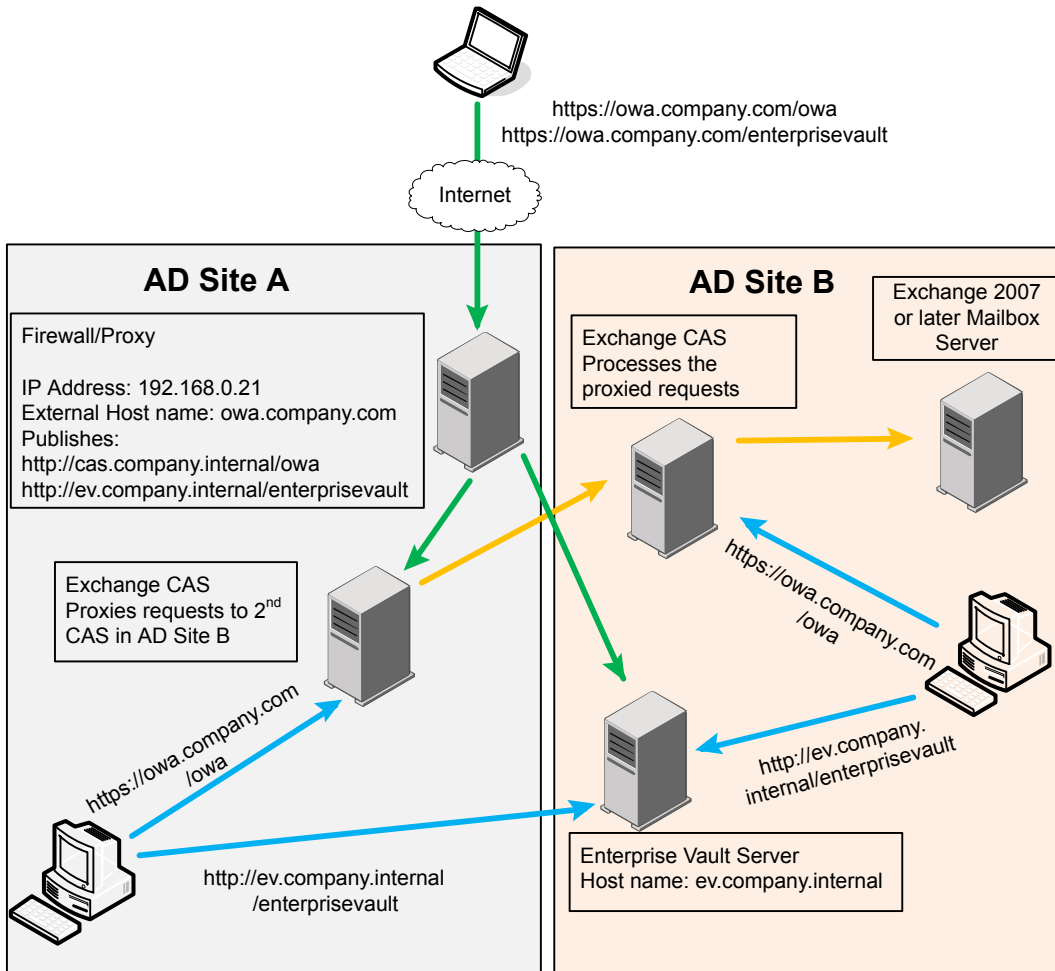 https://owa.company.com/owa
https://owa.company.com/enterprisevault
Internet
AD Site A
Firewall/Proxy
IP Address: 192.168.0.21
External Host name: owa.company.com
Publishes:
http://cas.company.internal/owa
http://ev.company.internal/enterprisevault
Exchange CAS
Proxies requests to 2nd
CAS in AD Site B
https://owa.company.com
/owa
http://ev.company.internal
/enterprisevault
AD Site B
Exchange 2007
or later Mailbox
Server
Exchange CAS
Processes the
proxied requests
https://owa.company.com
/owa
http://ev.company.
internal/enterprisevault
Enterprise Vault Server
Host name: ev.company.internal